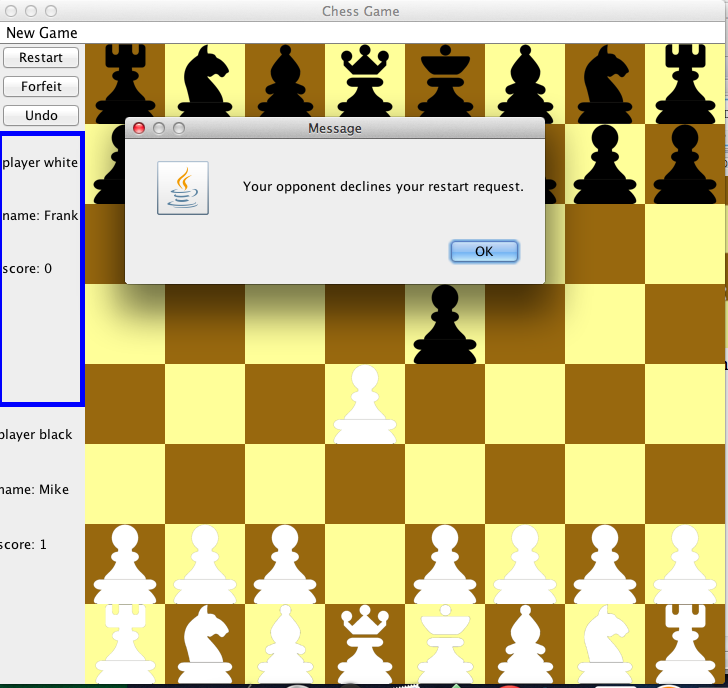 Chess Game
New Game
Restart
Forfeit
Undo
player white
name: Frank
score: 0
player black
name: Mike
score: 1
Message
Your opponent declines your restart request.
OK